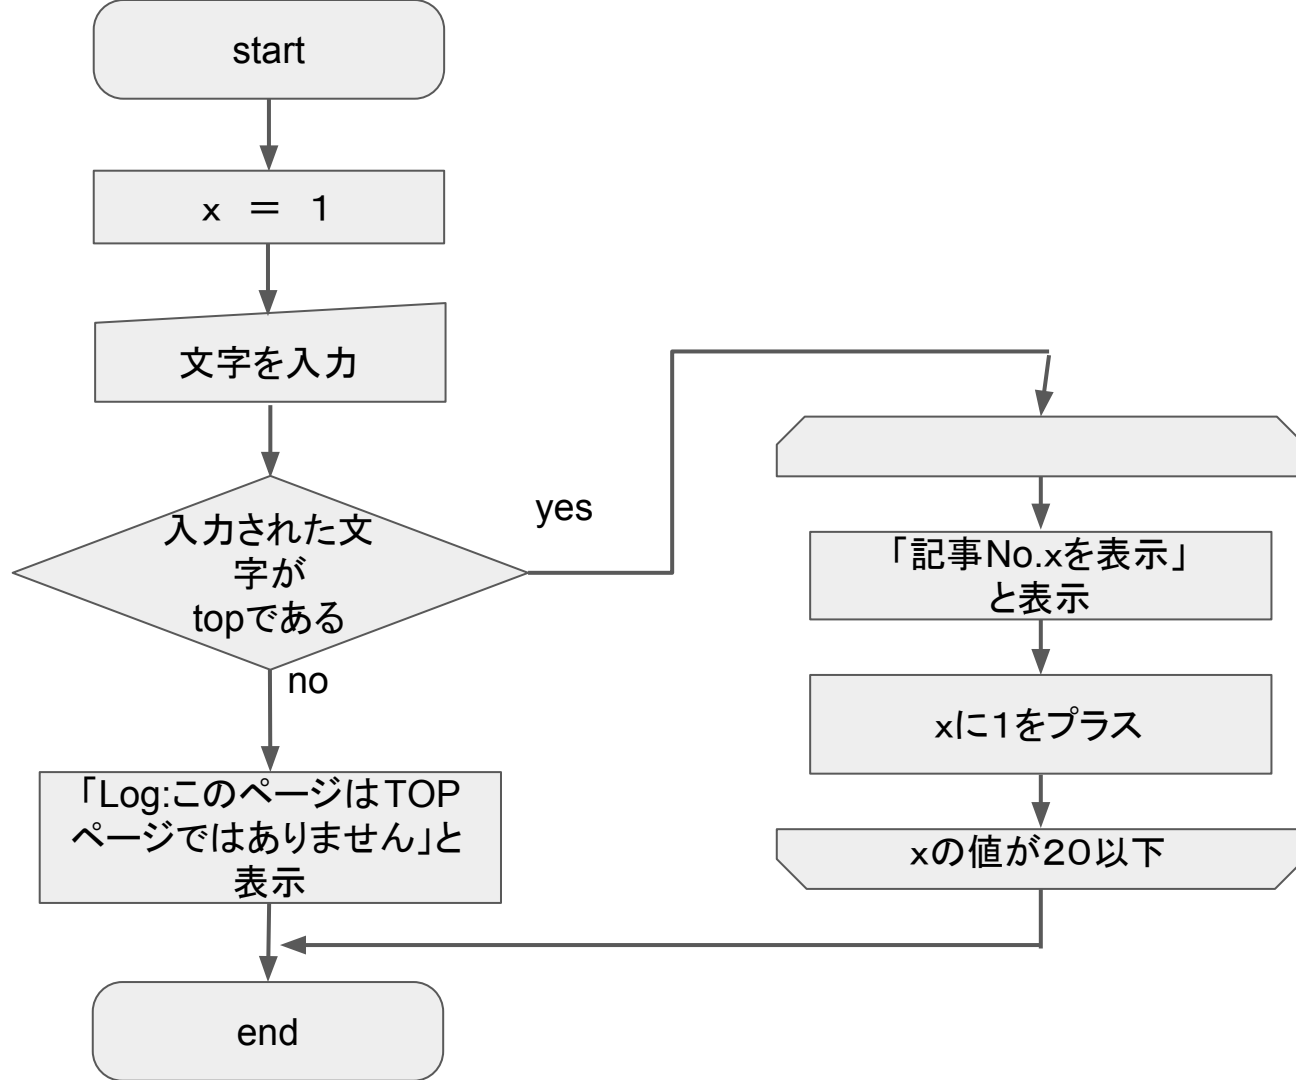 start
x ＝ １
文字を入力
入力された文
字が
topである
yes
no
「Log:このページはTOP
ページではありません」と
表示
end
「記事No.xを表示」
と表示
xに１をプラス
xの値が２０以下